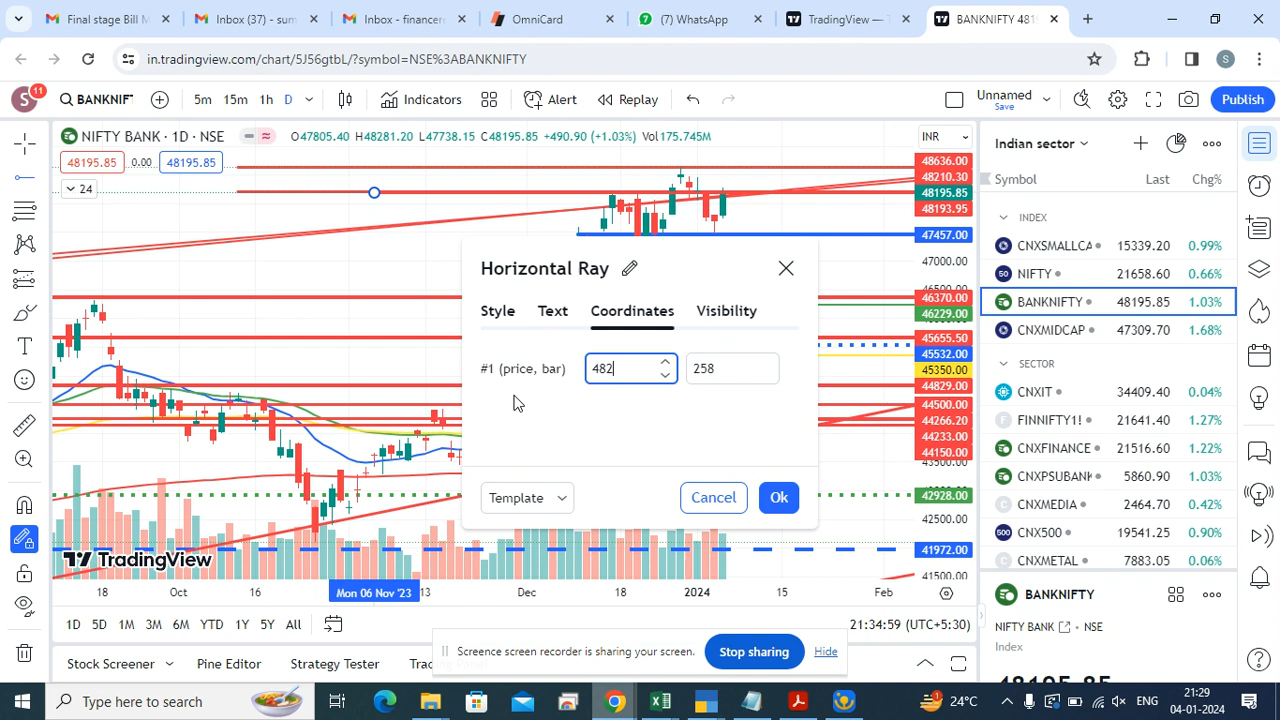 Final stage Bill M
Inbox (37) - sum
Inbox - financere
OmniCard
(7) WhatsApp
TradingView — T
BANKNIFTY 481
in.tradingview.com/chart/5J56gtbL/?symbol=NSE%3ABANKNIFTY
S
S 11 BANKNIF 5m 15m 1h D Indicators Alert Replay Unnamed Save Publish
NIFTY BANK · 1D · NSE O47805.40 H48281.20 L47738.15 C48195.85 +490.90 (+1.03%) Vol175.745M INR
48195.85 0.00 48195.85
24
48636.00
48210.30
48195.85
48193.95
47457.00
47000.00
46500.00
46370.00
46229.00
45655.50
45532.00
45350.00
44829.00
44500.00
44266.20
44233.00
44150.00
43500.00
42928.00
42500.00
41972.00
41500.00
Horizontal Ray
Style Text Coordinates Visibility
#1 (price, bar) 482 258
Template Cancel Ok
TradingView
18 Oct 16 Mon 06 Nov '23 13 Dec 18 2024 15 Feb
1D 5D 1M 3M 6M YTD 1Y 5Y All 21:34:59 (UTC+5:30)
Stock Screener Pine Editor Strategy Tester Trading Pan
Screence screen recorder is sharing your screen. Stop sharing Hide
Indian sector
Symbol Last Chg%
INDEX
CNXSMALLCA 15339.20 0.99%
50 NIFTY 21658.60 0.66%
BANKNIFTY 48195.85 1.03%
CNXMIDCAP 47309.70 1.68%
SECTOR
CNXIT 34409.40 0.04%
C FINNIFTY1! 21641.40 1.27%
CNXFINANCE 21516.60 1.22%
CNXPSUBANK 5860.90 0.03%
C CNXMEDIA 2464.70 0.42%
500 CNX500 19541.25 0.90%
C CNXMETAL 7883.05 0.06%
BANKNIFTY
NIFTY BANK NSE
Index
48195.85
Type here to search
24°C ENG 21:29
04-01-2024